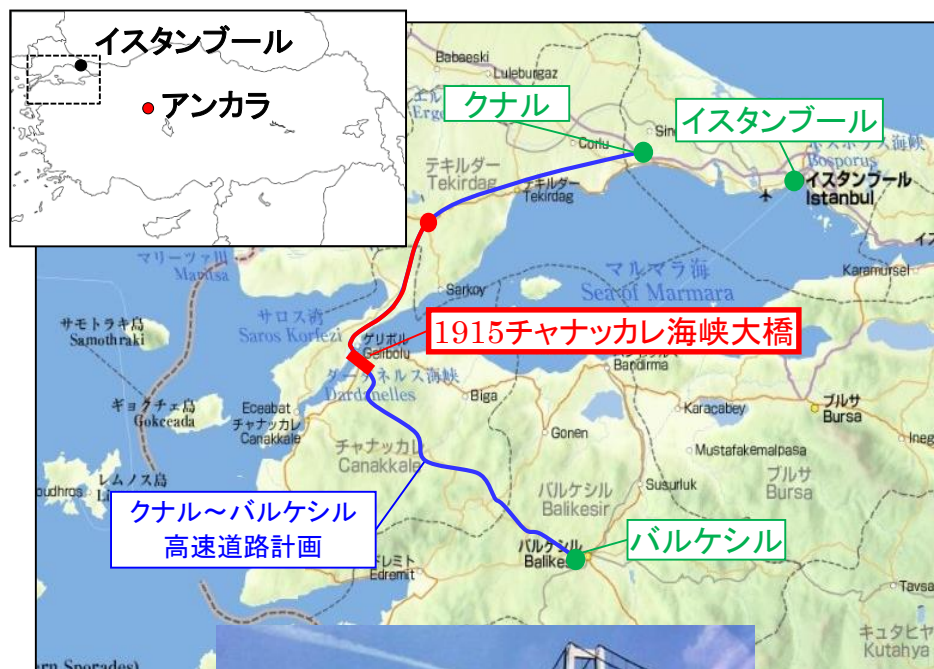 イスタンブール
アンカラ
Babaeski
Luleburgaz
クナル
イスタンブール
Corlu
ボスポラス海峡
Bosporus
イスタンブール
Istanbul
テキルダー
Tekirdag
テキルダー
Tekirdag
マリーツァ川
Maritsa
マルマラ海
Sea of Marmara
Karamursel
Sarkoy
サロス湾
Saros Korfezi
サモトラキ島
Samothraki
1915チャナッカレ海峡大橋
ゲリボル
Gelibolu
Bandirma
ダーダネルス海峡
Dardanelles
Biga
Karacabey
ブルサ
Bursa
ギョクチェ島
Gokceada
Eceabat
チャナッカレ
Canakkale
Gonen
Mustafakemalpasa
チャナッカレ
Canakkale
レムノス島
バルケシル
Balikesir
Susurluk
ブルサ
Bursa
クナル~バルケシル
高速道路計画
バルケシル
バルケシル
Edremit
キュタヒヤ
Kutahya